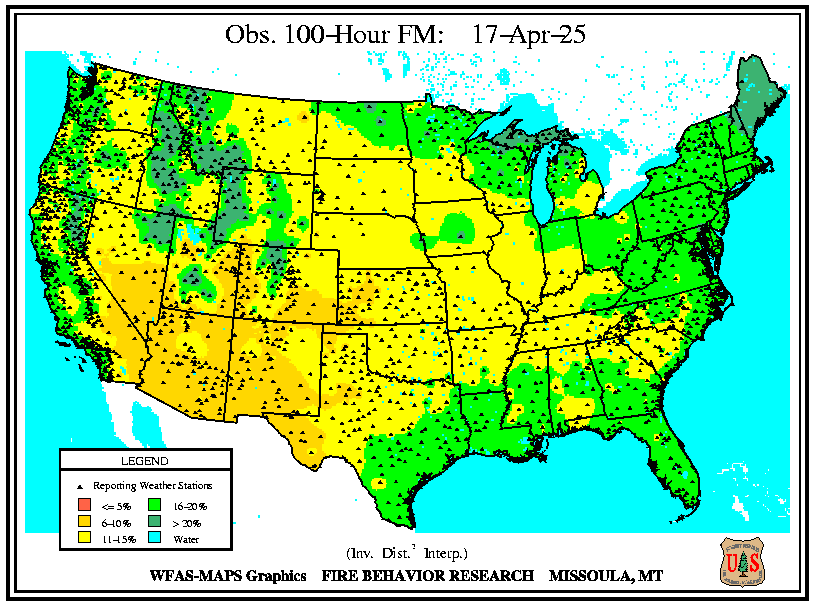 Obs. 100-Hour FM: 17-Apr-25
LEGEND
Reporting Weather Stations
<= 5% 16-20%
6-10% > 20%
11-15% Water
(Inv. Dist.² Interp.)
WFAS-MAPS Graphics FIRE BEHAVIOR RESEARCH MISSOULA, MT
U S